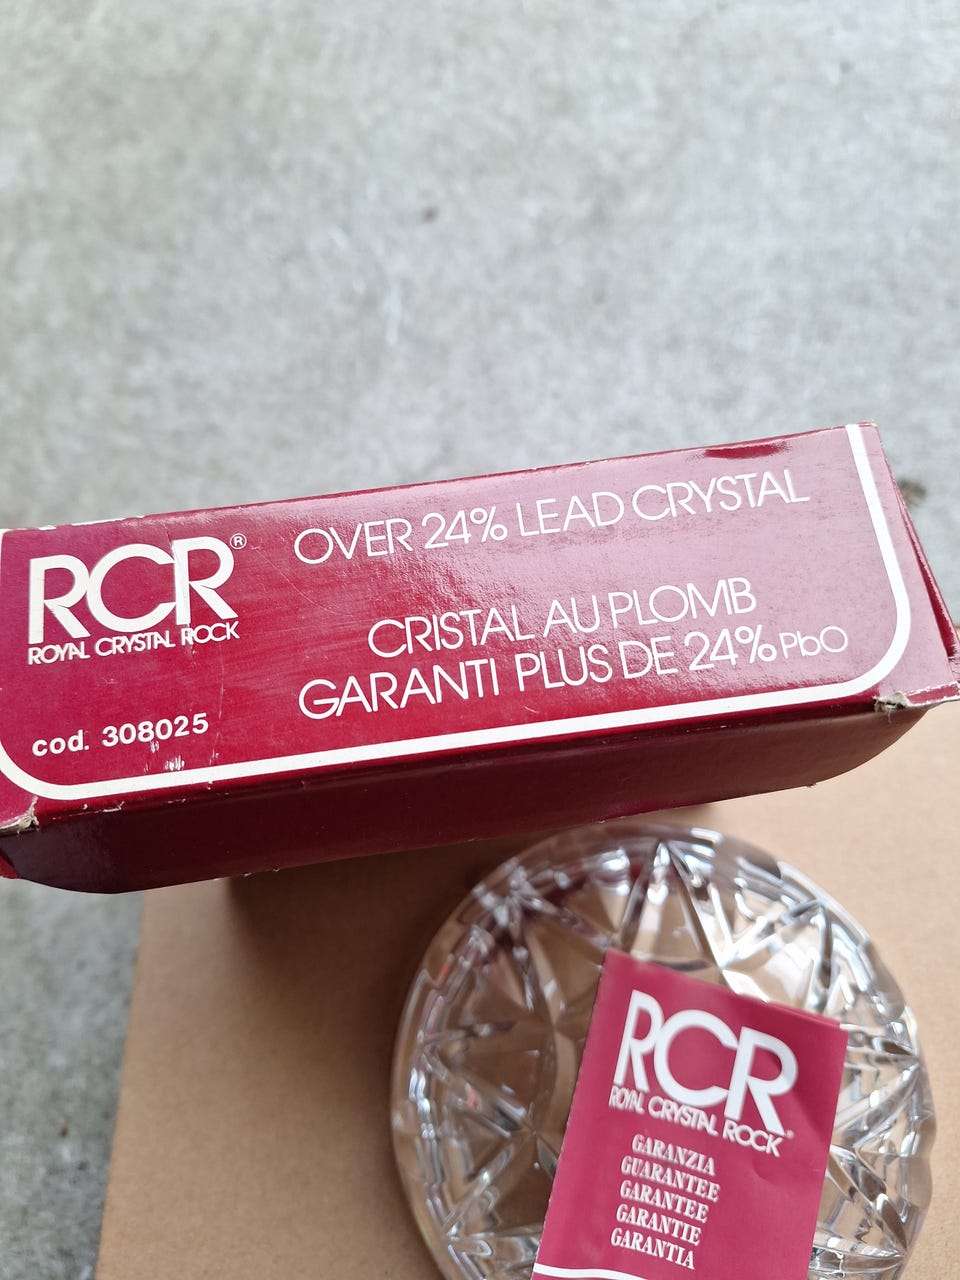 RCR®
ROYAL CRYSTAL ROCK
cod. 308025
OVER 24% LEAD CRYSTAL
CRISTAL AU PLOMB
GARANTI PLUS DE 24% PbO
RCR
ROYAL CRYSTAL ROCK®
GARANZIA
GUARANTEE
GARANTEE
GARANTIE
GARANTIA